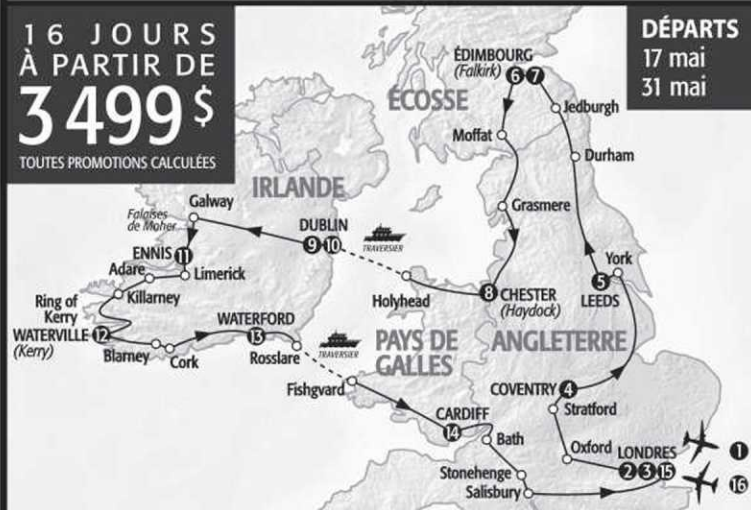 16 JOURS
À PARTIR DE
3 499 $
TOUTES PROMOTIONS CALCULÉES
DÉPARTS
17 mai
31 mai
ÉDIMBOURG
(Falkirk)
6 7
ÉCOSSE
Jedburgh
Moffat
Durham
IRLANDE
Grasmere
Galway
Falaises
de Moher
DUBLIN
9 10
TRAVERSIER
ENNIS 11
Adare
Limerick
York
5
LEEDS
Holyhead
8 CHESTER
(Haydock)
Killarney
Ring of
Kerry
WATERVILLE 12
(Kerry)
WATERFORD
13
Blarney
Cork
Rosslare
TRAVERSIER
PAYS DE
GALLES
ANGLETERRE
Fishgvard
COVENTRY 4
Stratford
CARDIFF
14
Bath
Oxford
LONDRES
2 3 15
1
16
Stonehenge
Salisbury